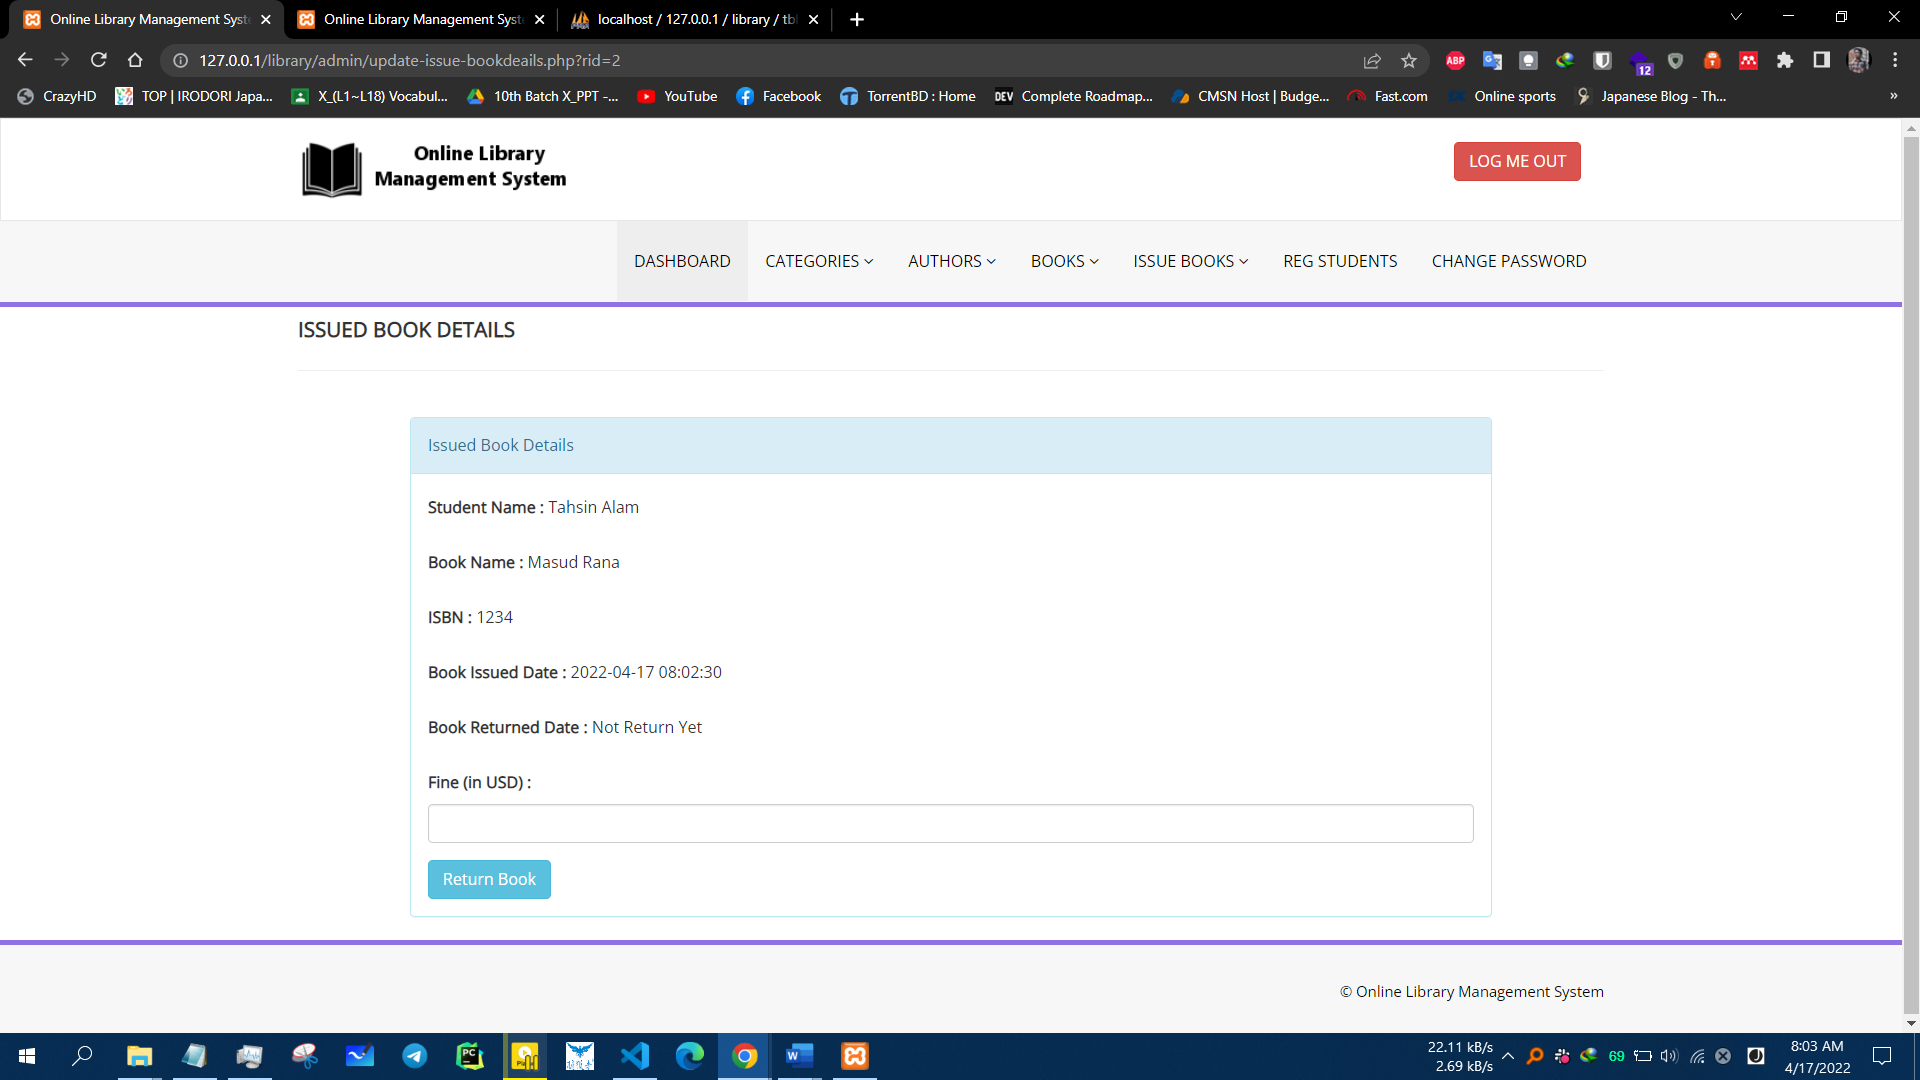 Online Library Management Syst
Online Library Management Syst
localhost / 127.0.0.1 / library / tbl
127.0.0.1/library/admin/update-issue-bookdeails.php?rid=2
ABP
12
CrazyHD
TOP | IRODORI Japa...
X_(L1~L18) Vocabul...
10th Batch X_PPT -...
YouTube
Facebook
TorrentBD : Home
DEV
Complete Roadmap...
CMSN Host | Budge...
Fast.com
Online sports
Japanese Blog - Th...
»
Online Library
Management System
LOG ME OUT
DASHBOARD
CATEGORIES
AUTHORS
BOOKS
ISSUE BOOKS
REG STUDENTS
CHANGE PASSWORD
ISSUED BOOK DETAILS
Issued Book Details
Student Name : Tahsin Alam
Book Name : Masud Rana
ISBN : 1234
Book Issued Date : 2022-04-17 08:02:30
Book Returned Date : Not Return Yet
Fine (in USD) :
Return Book
© Online Library Management System
PC
W
22.11 kB/s
2.69 kB/s
69
8:03 AM
4/17/2022